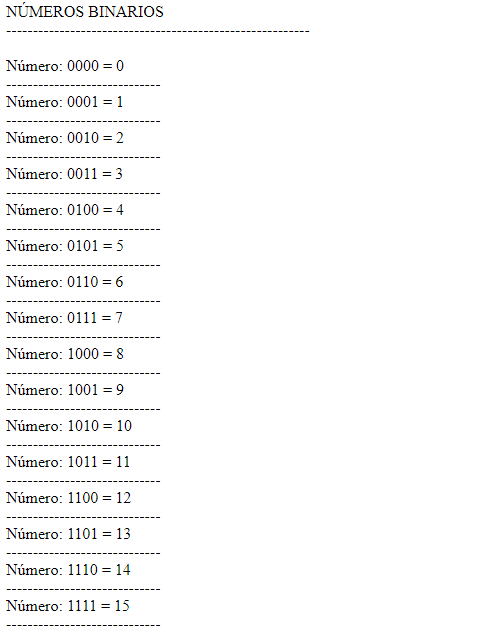 NÚMEROS BINARIOS
---------------------------------------------------------
Número: 0000 = 0
-----------------------------
Número: 0001 = 1
-----------------------------
Número: 0010 = 2
-----------------------------
Número: 0011 = 3
-----------------------------
Número: 0100 = 4
-----------------------------
Número: 0101 = 5
-----------------------------
Número: 0110 = 6
-----------------------------
Número: 0111 = 7
-----------------------------
Número: 1000 = 8
-----------------------------
Número: 1001 = 9
-----------------------------
Número: 1010 = 10
-----------------------------
Número: 1011 = 11
-----------------------------
Número: 1100 = 12
-----------------------------
Número: 1101 = 13
-----------------------------
Número: 1110 = 14
-----------------------------
Número: 1111 = 15
-----------------------------